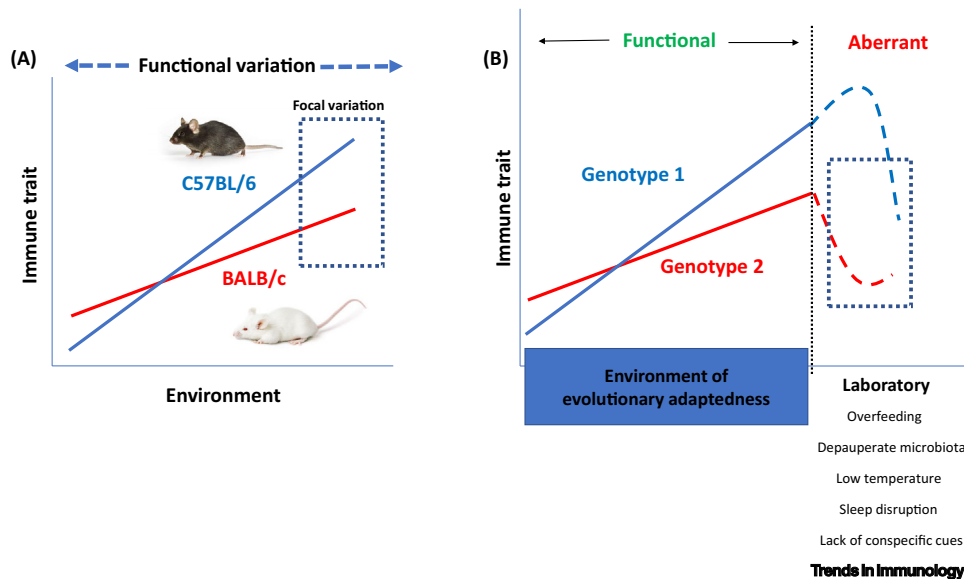 (A)
Functional variation
Focal variation
C57BL/6
BALB/c
Immune trait
Environment
(B)
Functional
Aberrant
Genotype 1
Genotype 2
Immune trait
Environment of
evolutionary adaptedness
Laboratory
Overfeeding
Depauperate microbiota
Low temperature
Sleep disruption
Lack of conspecific cues
Trends in Immunology